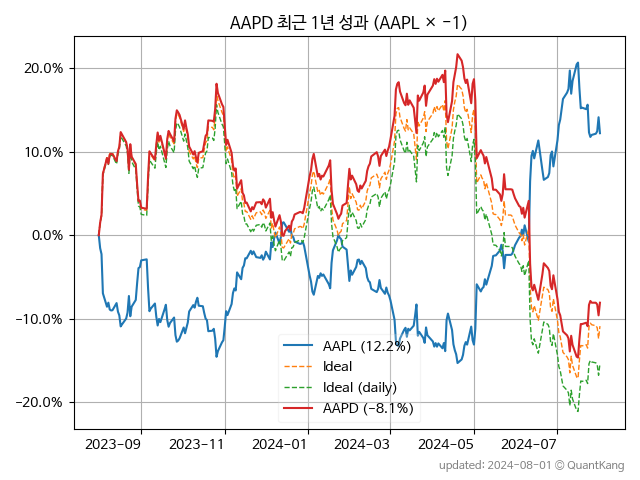 AAPD 최근 1년 성과 (AAPL × −1)
20.0%
10.0%
0.0%
−10.0%
−20.0%
AAPL (12.2%)
Ideal
Ideal (daily)
AAPD (−8.1%)
2023-09 2023-11 2024-01 2024-03 2024-05 2024-07
updated: 2024-08-01 © QuantKang